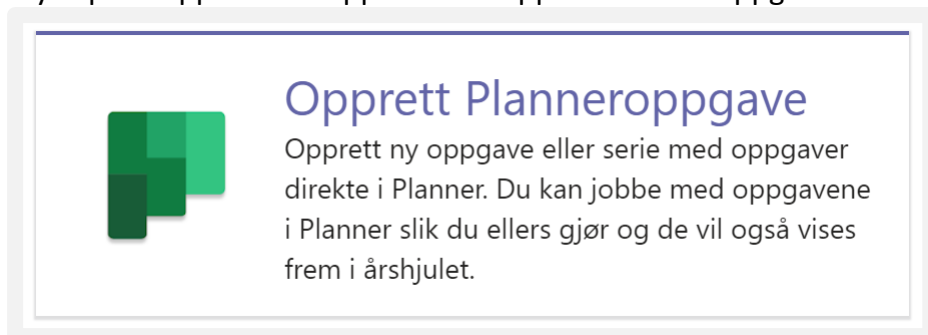 Opprett Planneroppgave
Opprett ny oppgave eller serie med oppgaver
direkte i Planner. Du kan jobbe med oppgavene
i Planner slik du ellers gjør og de vil også vises
frem i årshjulet.